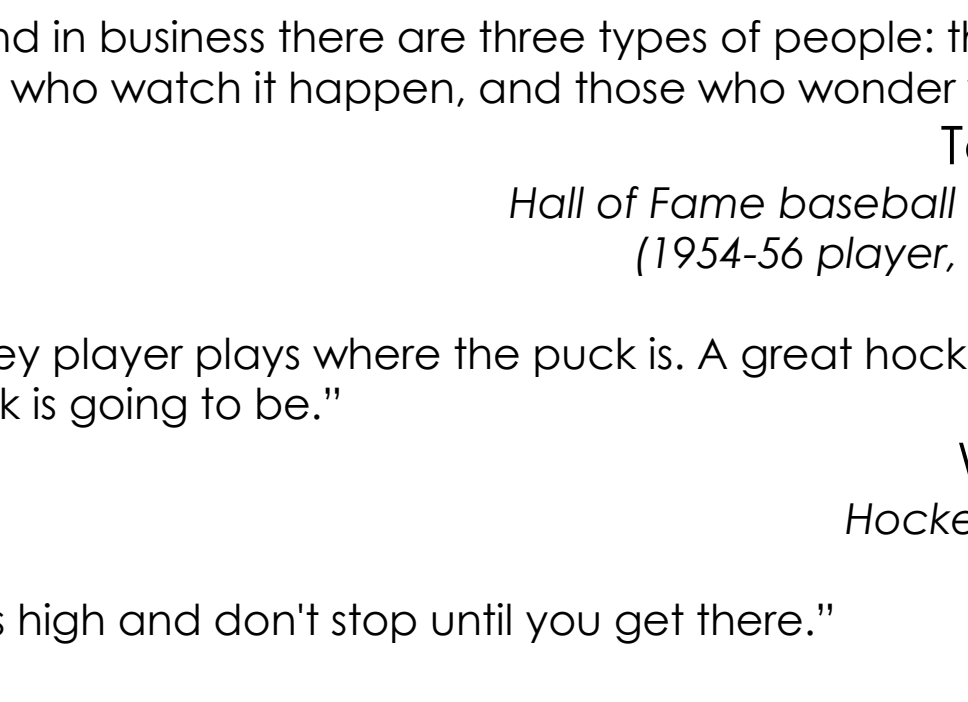 nd in business there are three types of people: th
who watch it happen, and those who wonder
To
Hall of Fame baseball
(1954-56 player,
ey player plays where the puck is. A great hock
k is going to be.”
W
Hocke
s high and don't stop until you get there.”